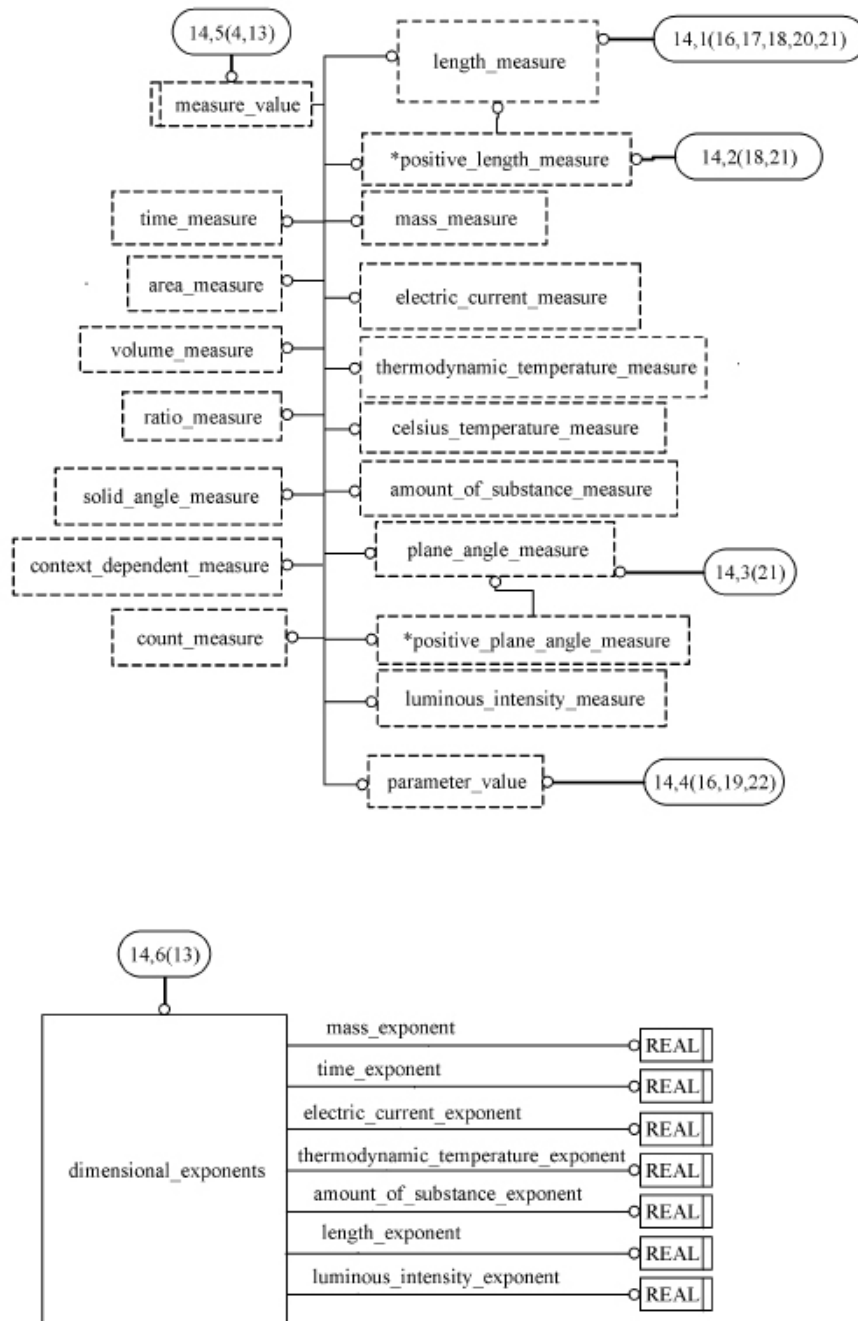 14,5(4,13)
length_measure
14,1(16,17,18,20,21)
measure_value
*positive_length_measure
14,2(18,21)
time_measure
mass_measure
area_measure
electric_current_measure
volume_measure
thermodynamic_temperature_measure
ratio_measure
celsius_temperature_measure
solid_angle_measure
amount_of_substance_measure
context_dependent_measure
plane_angle_measure
14,3(21)
count_measure
*positive_plane_angle_measure
luminous_intensity_measure
parameter_value
14,4(16,19,22)
14,6(13)
dimensional_exponents
mass_exponent
REAL
time_exponent
REAL
electric_current_exponent
REAL
thermodynamic_temperature_exponent
REAL
amount_of_substance_exponent
REAL
length_exponent
REAL
luminous_intensity_exponent
REAL